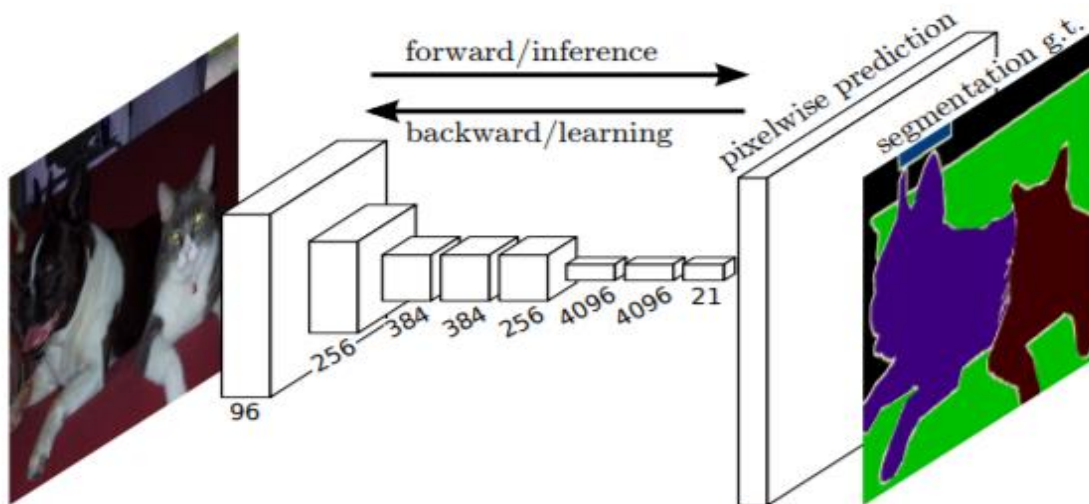 forward/inference
backward/learning
pixelwise prediction
segmentation g.t.
96
256
384
384
256
4096
4096
21